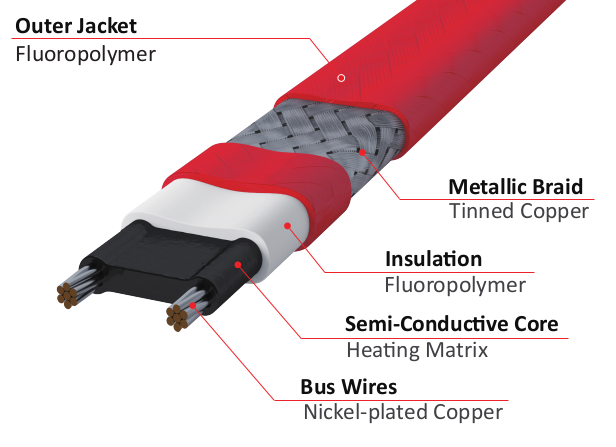 Outer Jacket
Fluoropolymer
Metallic Braid
Tinned Copper
Insulation
Fluoropolymer
Semi-Conductive Core
Heating Matrix
Bus Wires
Nickel-plated Copper